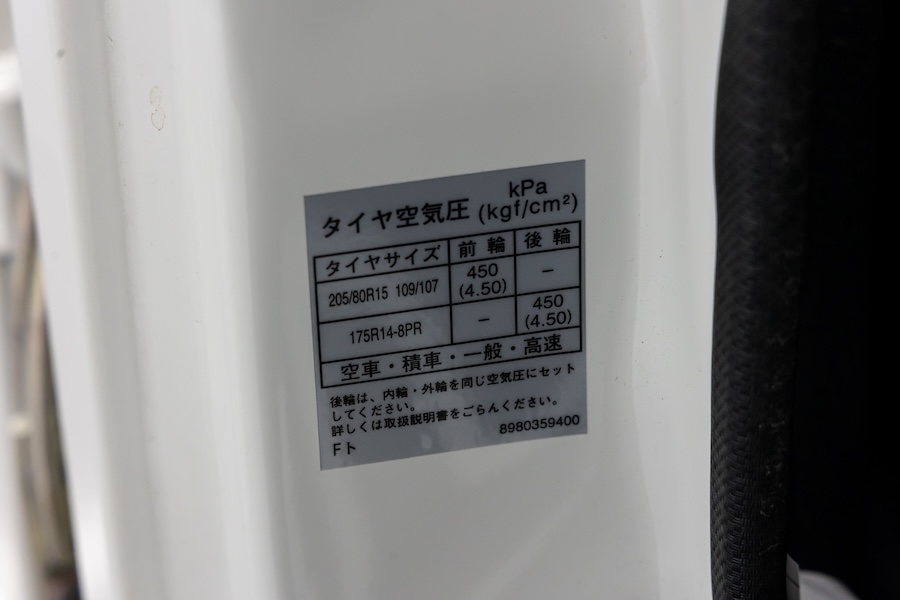 タイヤ空気圧 kPa (kgf/cm²)
タイヤサイズ 前輪 後輪
205/80R15 109/107 450 (4.50) –
175R14-8PR – 450 (4.50)
空車・積車・一般・高速
後輪は、内輪・外輪を同じ空気圧にセット
してください。
詳しくは取扱説明書をごらんください。
Fト 8980359400